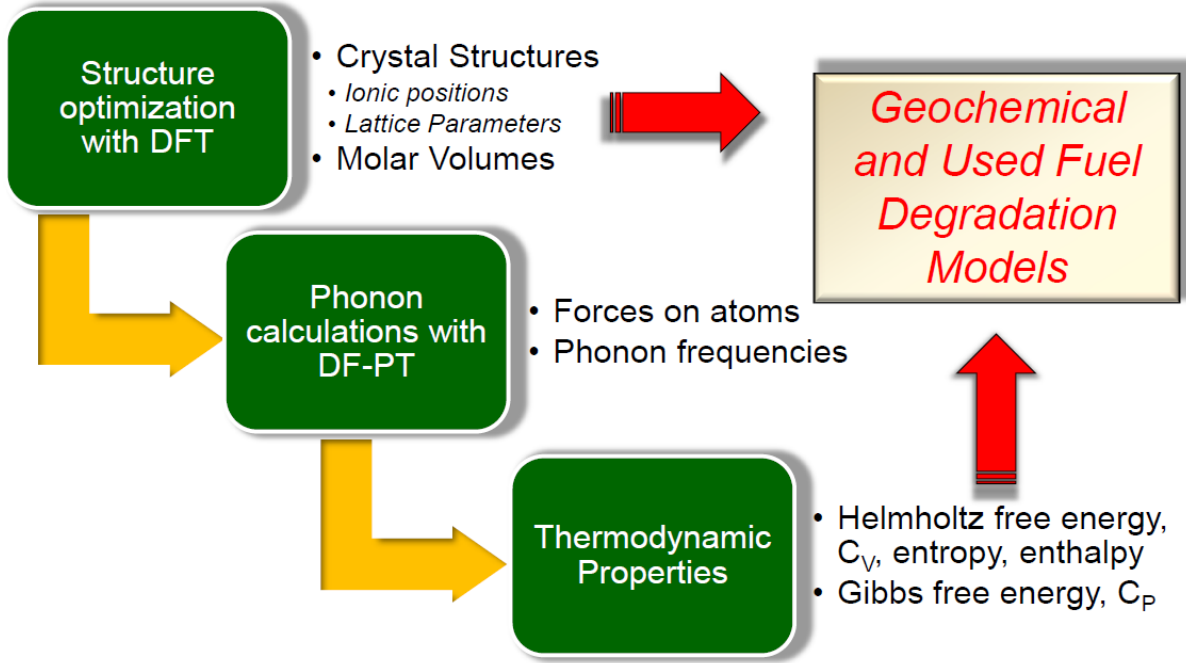 Structure
optimization
with DFT
• Crystal Structures
• Ionic positions
• Lattice Parameters
• Molar Volumes
Geochemical
and Used Fuel
Degradation
Models
Phonon
calculations with
DF-PT
• Forces on atoms
• Phonon frequencies
Thermodynamic
Properties
• Helmholtz free energy,
C_V, entropy, enthalpy
• Gibbs free energy, C_P